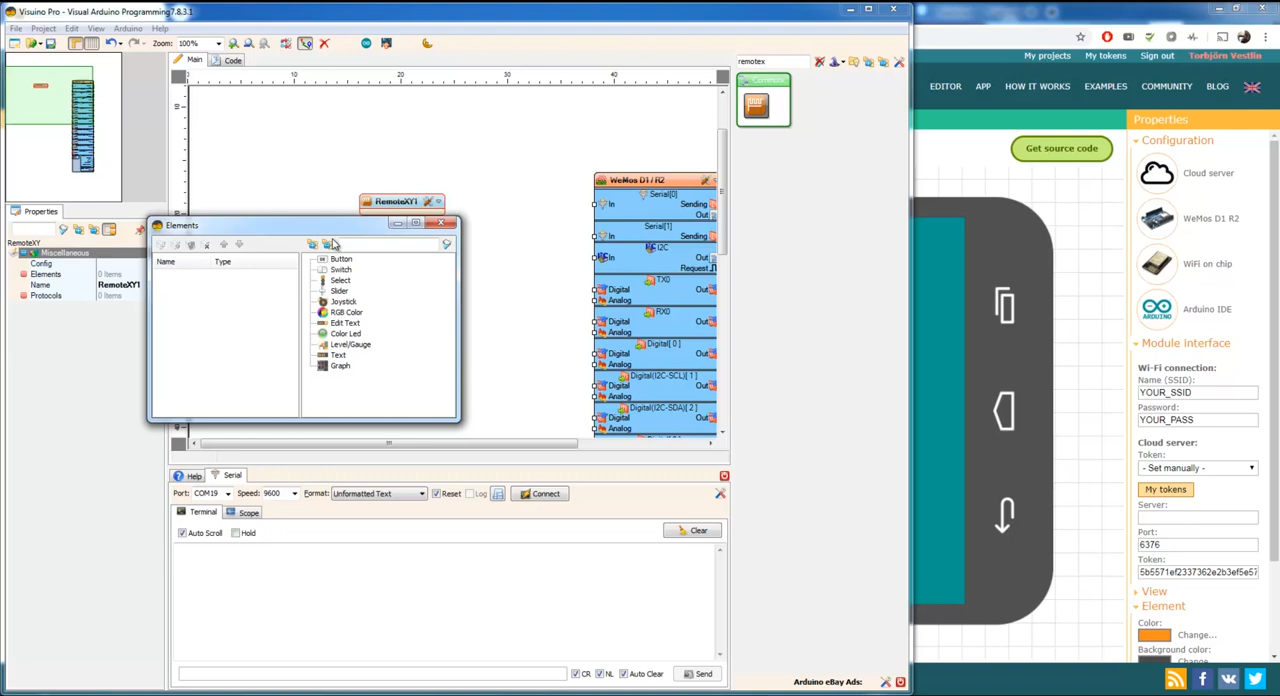 Visuino Pro - Visual Arduino Programming7.8.3.1
File Project Edit View Arduino Help
Zoom: 100%
Main Code
10 20 30 40
remotex
Commun
Properties
RemoteXY
Miscellaneous
Config
Elements 0 Items
Name RemoteXY1
Protocols 0 Items
RemoteXY1
Elements
Name Type
Button
Switch
Select
Slider
Joystick
RGB Color
Edit Text
Color Led
Level/Gauge
Text
Graph
WeMos D1 / R2
Serial[0]
In Sending
Out
Serial[1]
In Sending
I2C
In Out
Request
TX0
Digital Out
Analog
RX0
Digital Out
Analog
Digital[ 0 ]
Digital Out
Analog
Digital(I2C-SCL)[ 1 ]
Digital Out
Analog
Digital(I2C-SDA)[ 2 ]
Digital Out
Analog
Help Serial
Port: COM19 Speed: 9600 Format: Unformatted Text Reset Log Connect
Terminal Scope
Auto Scroll Hold Clear
CR NL Auto Clear Send
Arduino eBay Ads:
My projects My tokens Sign out Torbjörn Vestlin
EDITOR APP HOW IT WORKS EXAMPLES COMMUNITY BLOG
Get source code
Properties
Configuration
Cloud server
WeMos D1 R2
WiFi on chip
ARDUINO
Arduino IDE
Module interface
Wi-Fi connection:
Name (SSID):
YOUR_SSID
Password:
YOUR_PASS
Cloud server:
Token:
- Set manually -
My tokens
Server:
Port:
6376
Token:
5b5571ef2337362e2b3ef5e57
View
Element
Color:
Change...
Background color: